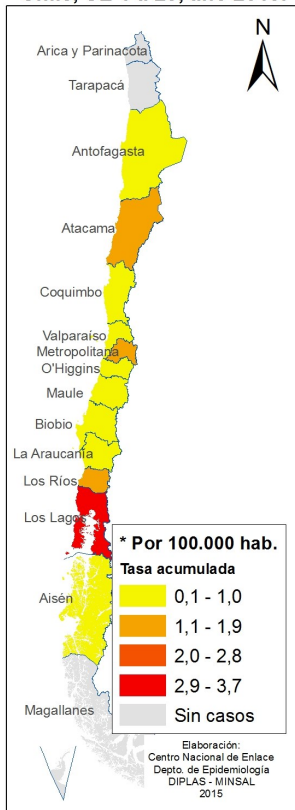 N
Arica y Parinacota
Tarapacá
Antofagasta
Atacama
Coquimbo
Valparaíso
Metropolitana
O'Higgins
Maule
Biobio
La Araucanía
Los Ríos
Los Lagos
Aisén
Magallanes
* Por 100.000 hab.
Tasa acumulada
0,1 - 1,0
1,1 - 1,9
2,0 - 2,8
2,9 - 3,7
Sin casos
Elaboración:
Centro Nacional de Enlace
Depto. de Epidemiología
DIPLAS - MINSAL
2015